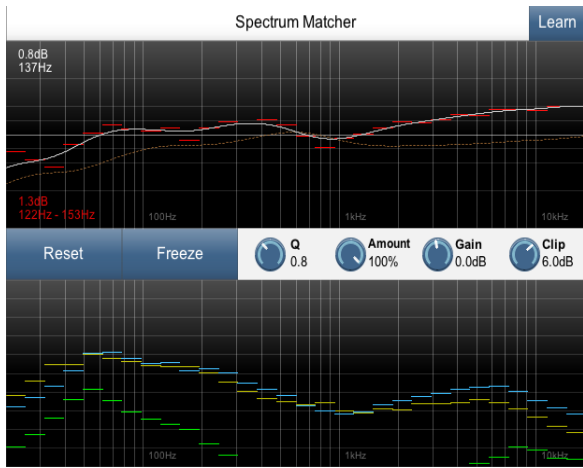 Spectrum Matcher
Learn
0.8dB
137Hz
1.3dB
122Hz - 153Hz
100Hz
1kHz
10kHz
Reset
Freeze
Q
0.8
Amount
100%
Gain
0.0dB
Clip
6.0dB
100Hz
1kHz
10kHz